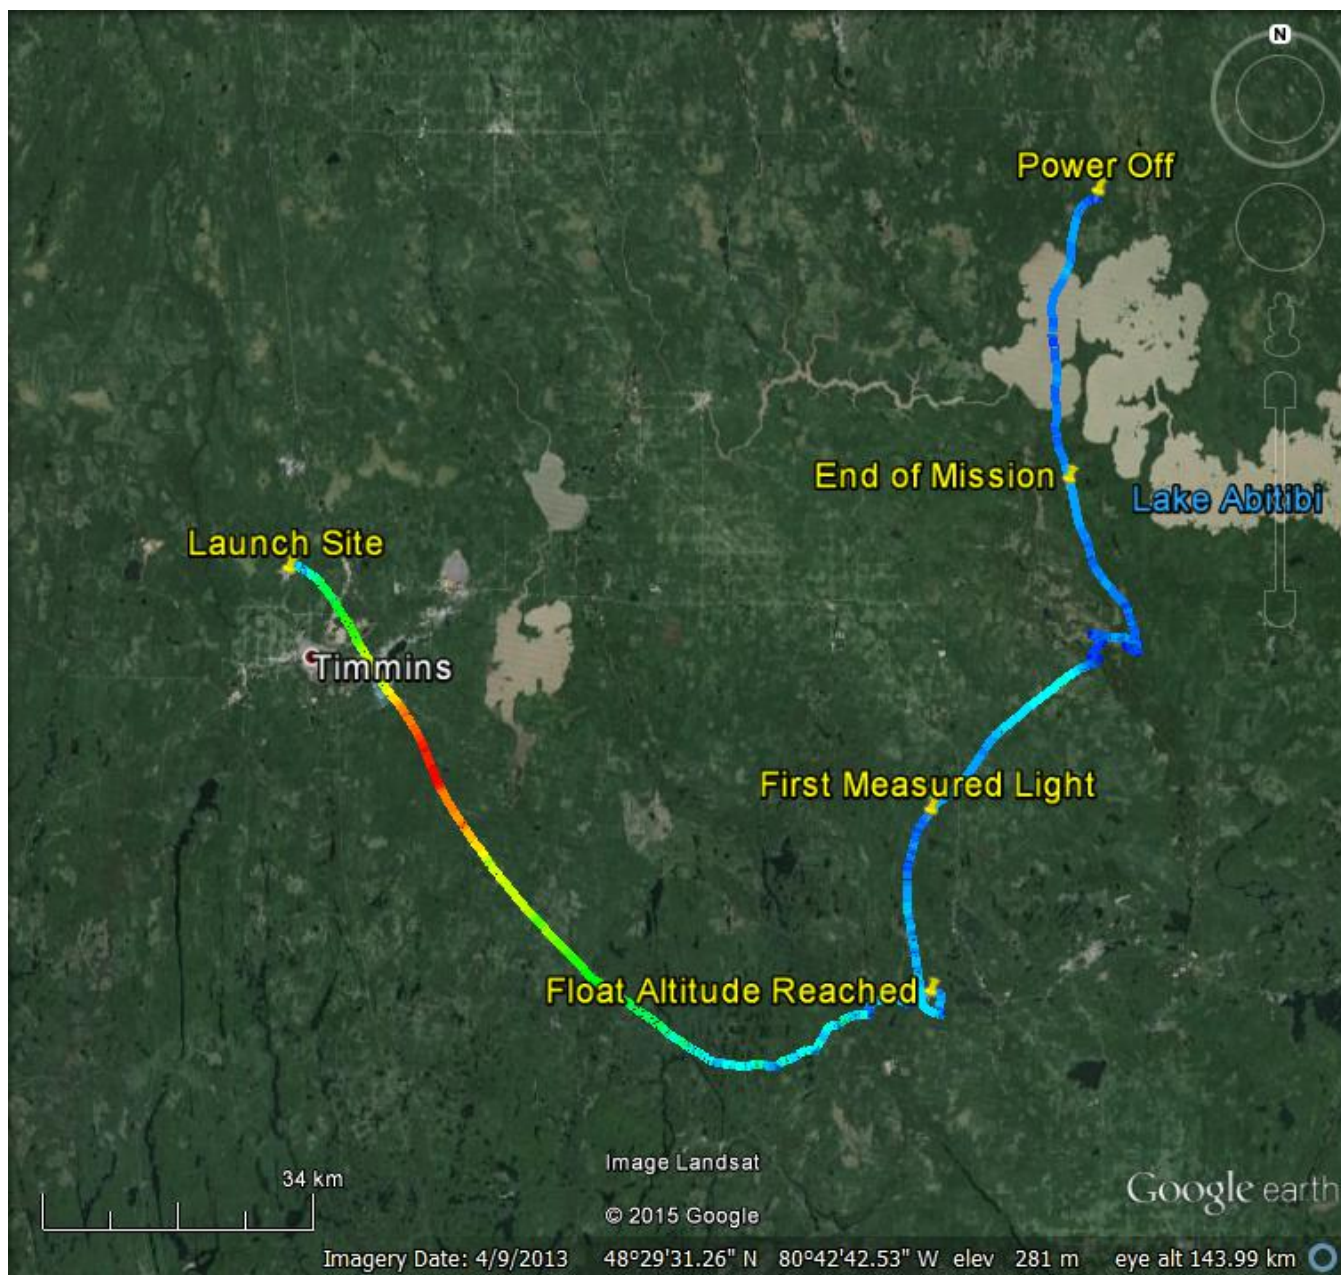 N
Power Off
End of Mission
Lake Abitibi
Launch Site
Timmins
First Measured Light
Float Altitude Reached
34 km
Image Landsat
© 2015 Google
Google earth
Imagery Date: 4/9/2013 48°29'31.26" N 80°42'42.53" W elev 281 m eye alt 143.99 km